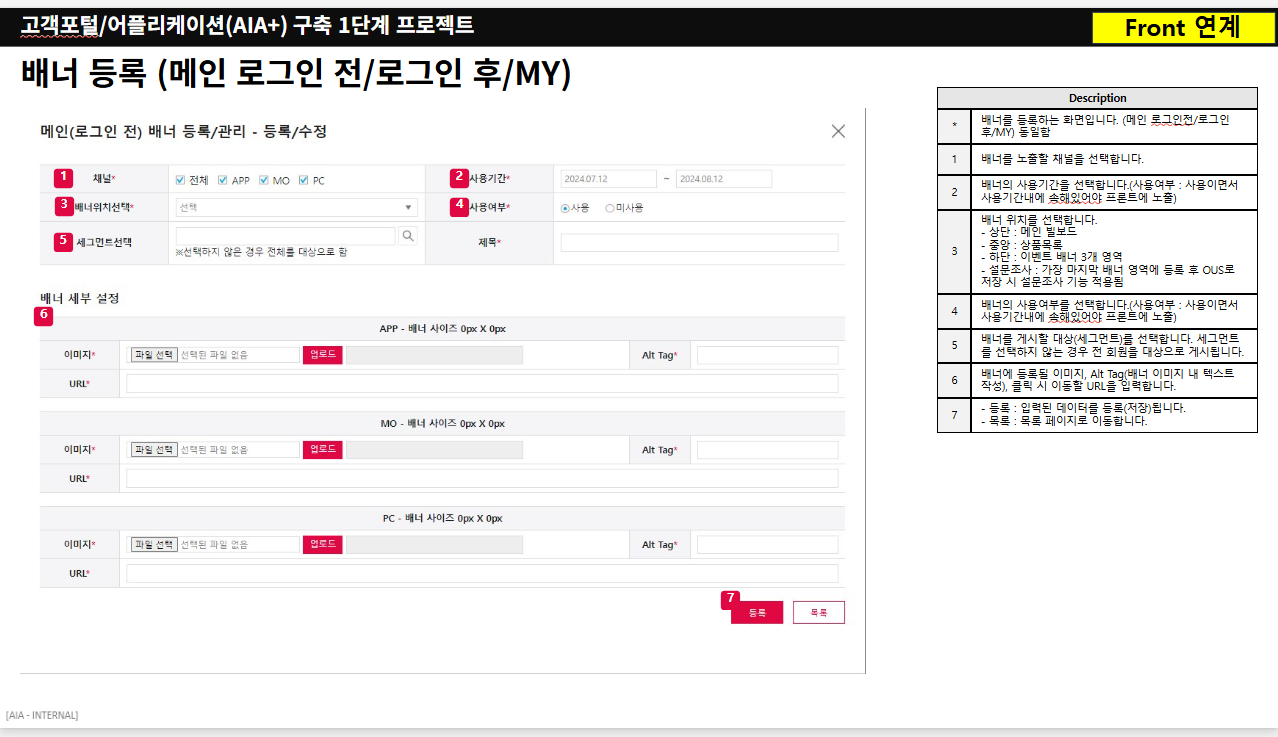 고객포털/어플리케이션(AIA+) 구축 1단계 프로젝트
Front 연계
배너 등록 (메인 로그인 전/로그인 후/MY)
메인(로그인 전) 배너 등록/관리 - 등록/수정
1 채널* 전체 APP MO PC
2 사용기간* 2024.07.12 ~ 2024.08.12
3 배너위치선택* 선택
4 사용여부* 사용 미사용
5 세그먼트선택
※선택하지 않은 경우 전체를 대상으로 함
제목*
배너 세부 설정
6
APP - 배너 사이즈 0px X 0px
이미지* 파일 선택 선택된 파일 없음 업로드 Alt Tag*
URL*
MO - 배너 사이즈 0px X 0px
이미지* 파일 선택 선택된 파일 없음 업로드 Alt Tag*
URL*
PC - 배너 사이즈 0px X 0px
이미지* 파일 선택 선택된 파일 없음 업로드 Alt Tag*
URL*
7 등록 목록
Description
* 배너를 등록하는 화면입니다. (메인 로그인전/로그인
후/MY) 동일함
1 배너를 노출할 채널을 선택합니다.
2 배너의 사용기간을 선택합니다.(사용여부 : 사용이면서
사용기간내에 속해있어야 프론트에 노출)
3 배너 위치를 선택합니다.
- 상단 : 메인 빌보드
- 중앙 : 상품목록
- 하단 : 이벤트 배너 3개 영역
- 설문조사 : 가장 마지막 배너 영역에 등록 후 OUS로
저장 시 설문조사 기능 적용됨
4 배너의 사용여부를 선택합니다.(사용여부 : 사용이면서
사용기간내에 속해있어야 프론트에 노출)
5 배너를 게시할 대상(세그먼트)를 선택합니다. 세그먼트
를 선택하지 않는 경우 전 회원을 대상으로 게시됩니다.
6 배너에 등록될 이미지, Alt Tag(배너 이미지 내 텍스트
작성), 클릭 시 이동할 URL을 입력합니다.
7 - 등록 : 입력된 데이터를 등록(저장)됩니다.
- 목록 : 목록 페이지로 이동합니다.
[AIA - INTERNAL]